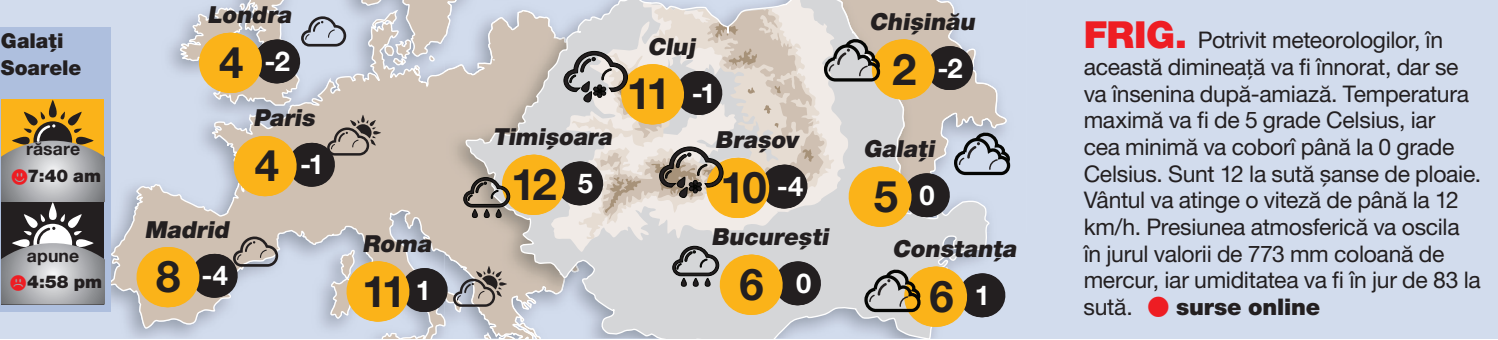 Galați
Soarele
răsare
7:40 am
apune
4:58 pm
Londra
4 -2
Paris
4 -1
Madrid
8 -4
Roma
11 1
Cluj
11 -1
Timișoara
12 5
Brașov
10 -4
București
6 0
Chișinău
2 -2
Galați
5 0
Constanța
6 1
FRIG. Potrivit meteorologilor, în
această dimineață va fi înnorat, dar se
va însenina după-amiază. Temperatura
maximă va fi de 5 grade Celsius, iar
cea minimă va coborî până la 0 grade
Celsius. Sunt 12 la sută șanse de ploaie.
Vântul va atinge o viteză de până la 12
km/h. Presiunea atmosferică va oscila
în jurul valorii de 773 mm coloană de
mercur, iar umiditatea va fi în jur de 83 la
sută. surse online